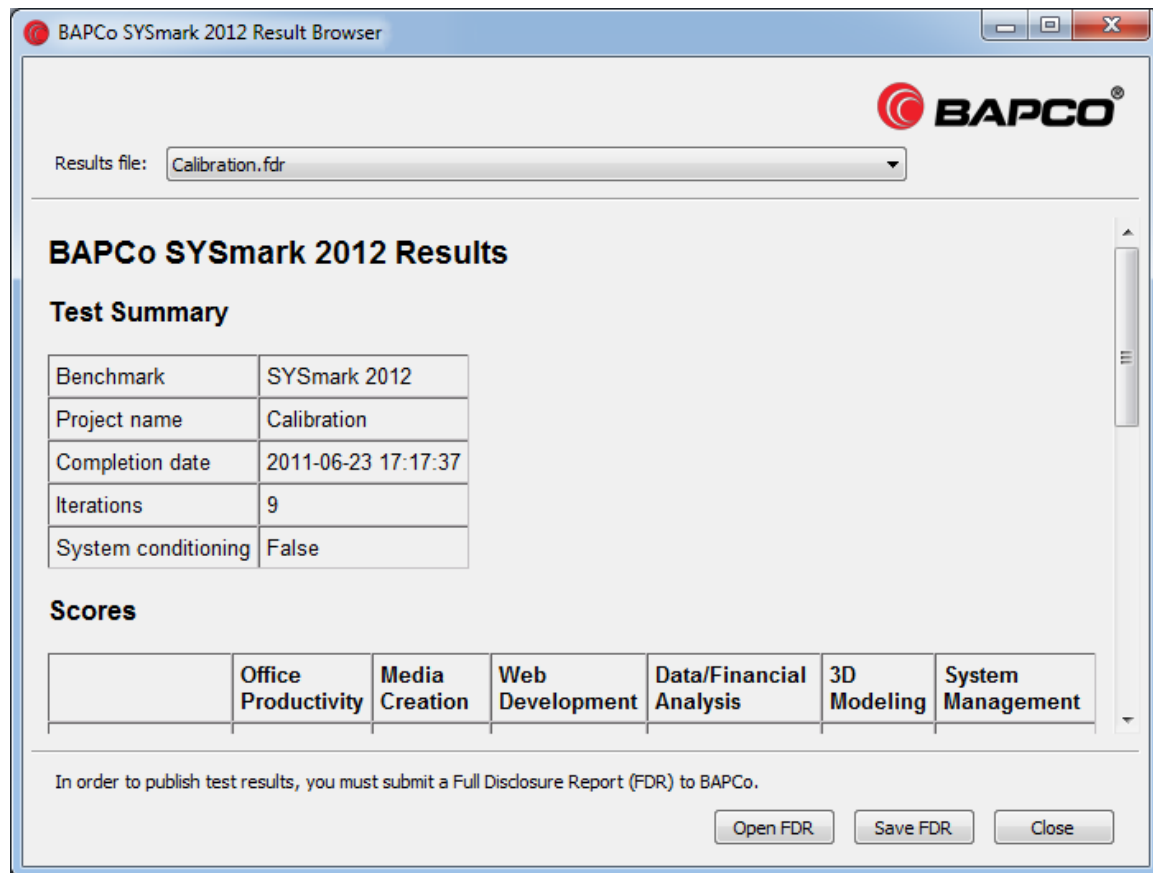 BAPCo SYSmark 2012 Result Browser
BAPCO®
Results file: Calibration.fdr
BAPCo SYSmark 2012 Results
Test Summary
Benchmark SYSmark 2012
Project name Calibration
Completion date 2011-06-23 17:17:37
Iterations 9
System conditioning False
Scores
Office Productivity Media Creation Web Development Data/Financial Analysis 3D Modeling System Management
In order to publish test results, you must submit a Full Disclosure Report (FDR) to BAPCo.
Open FDR Save FDR Close